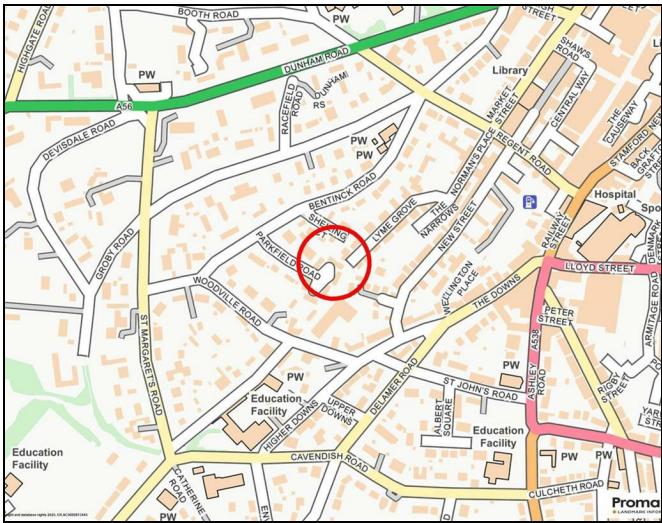 BOOTH ROAD
PW
HIGHGATE ROAD
DUNHAM ROAD
STREET
SHAW'S
ROAD
PW
Library
RACEFIELD
ROAD
DUNHAM
RS
MARKET
STREET
CENTRAL WAY
THE
CAUSEWAY
A56
DEVISDALE ROAD
PW
PW
REGENT ROAD
STAMFORD NEW
BACK
NORMAN'S PLACE
BENTINCK ROAD
Hospital
THE
NARROWS
LYME GROVE
NEW STREET
RAILWAY
STREET
PARKFIELD ROAD
GROBY ROAD
WOODVILLE ROAD
WELLINGTON
PLACE
THE DOWNS
LLOYD STREET
DENMARK
ARMITAGE ROAD
PETER
STREET
A538
ST MARGARET'S ROAD
PW
PW
DELAMER ROAD
ASHLEY
ROAD
ST JOHN'S ROAD
RIGBY
STREET
Education
Facility
HIGHER DOWNS
UPPER
DOWNS
ALBERT
SQUARE
Education
Facility
Education
Facility
CAVENDISH ROAD
PW
PW
CATHERINE
ROAD
CULCHETH ROAD
PW
Proma
LANDMARK INFO